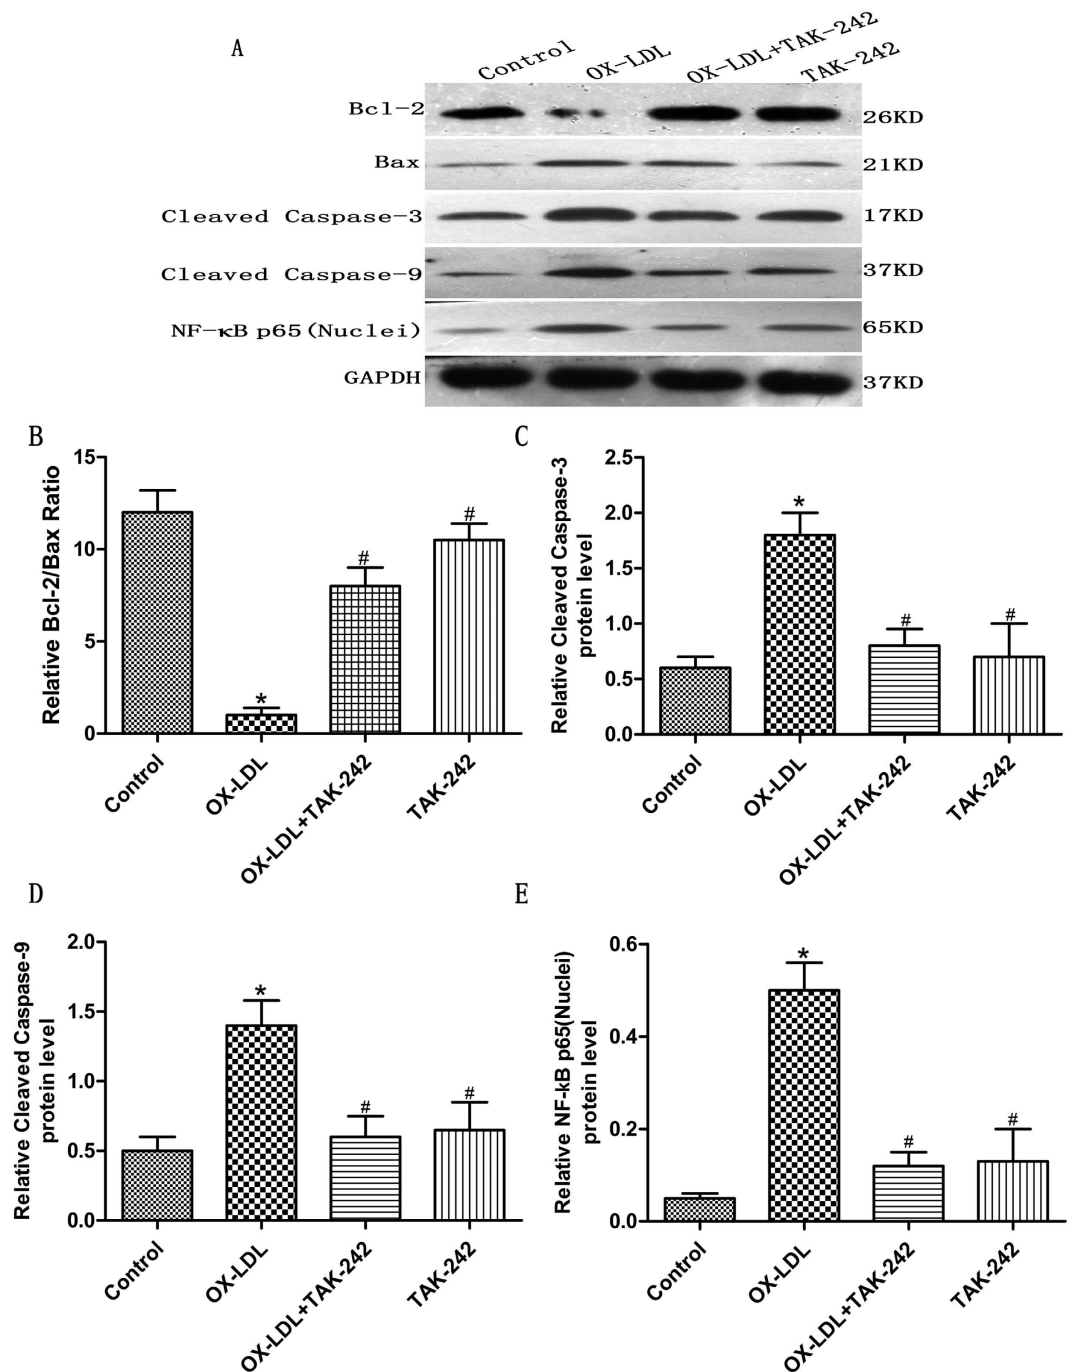 A
Control OX-LDL OX-LDL+TAK-242 TAK-242
Bcl-2 26KD
Bax 21KD
Cleaved Caspase-3 17KD
Cleaved Caspase-9 37KD
NF-κB p65(Nuclei) 65KD
GAPDH 37KD
B
Relative Bcl-2/Bax Ratio
15
10
5
0
* # #
Control OX-LDL OX-LDL+TAK-242 TAK-242
C
Relative Cleaved Caspase-3
protein level
2.5
2.0
1.5
1.0
0.5
0.0
* # #
Control OX-LDL OX-LDL+TAK-242 TAK-242
D
Relative Cleaved Caspase-9
protein level
2.0
1.5
1.0
0.5
0.0
* # #
Control OX-LDL OX-LDL+TAK-242 TAK-242
E
Relative NF-kB p65(Nuclei)
protein level
0.6
0.4
0.2
0.0
* # #
Control OX-LDL OX-LDL+TAK-242 TAK-242